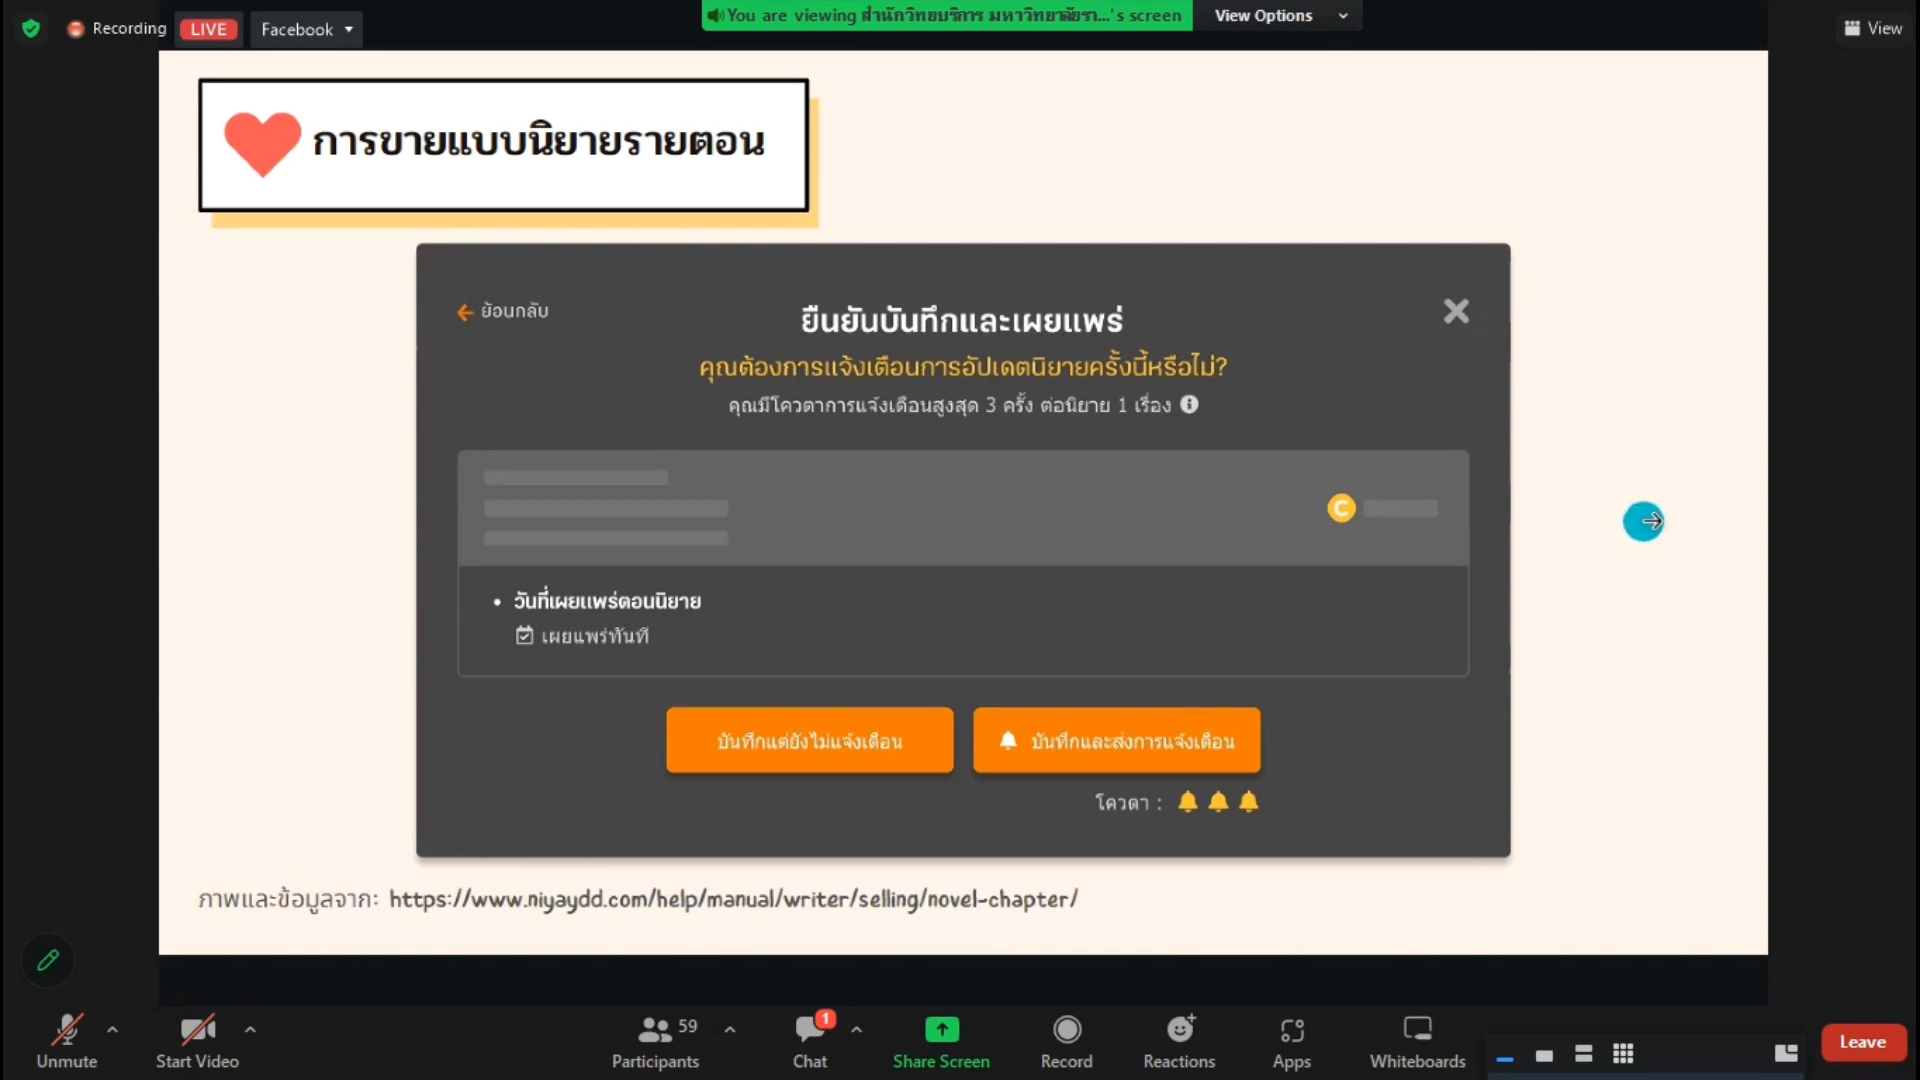 Recording LIVE Facebook
You are viewing สำนักวิทยบริการ มหาวิทยาลัยรา...'s screen View Options
View
การขายแบบนิยายรายตอน
ย้อนกลับ
ยืนยันบันทึกและเผยแพร่
คุณต้องการแจ้งเตือนการอัปเดตนิยายครั้งนี้หรือไม่?
คุณมีโควตาการแจ้งเตือนสูงสุด 3 ครั้ง ต่อนิยาย 1 เรื่อง
C
• วันที่เผยแพร่ตอนนิยาย
เผยแพร่ทันที
บันทึกแต่ยังไม่แจ้งเตือน
บันทึกและส่งการแจ้งเตือน
โควตา :
ภาพและข้อมูลจาก: https://www.niyaydd.com/help/manual/writer/selling/novel-chapter/
59
1
Unmute Start Video Participants Chat Share Screen Record Reactions Apps Whiteboards Leave